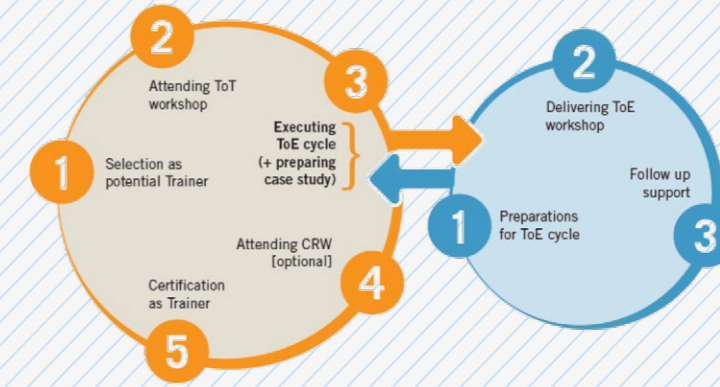 1
Selection as
potential Trainer
2
Attending ToT
workshop
3
Executing
ToE cycle
(+ preparing
case study)
4
Attending CRW
[optional]
5
Certification
as Trainer
1
Preparations
for ToE cycle
2
Delivering ToE
workshop
3
Follow up
support